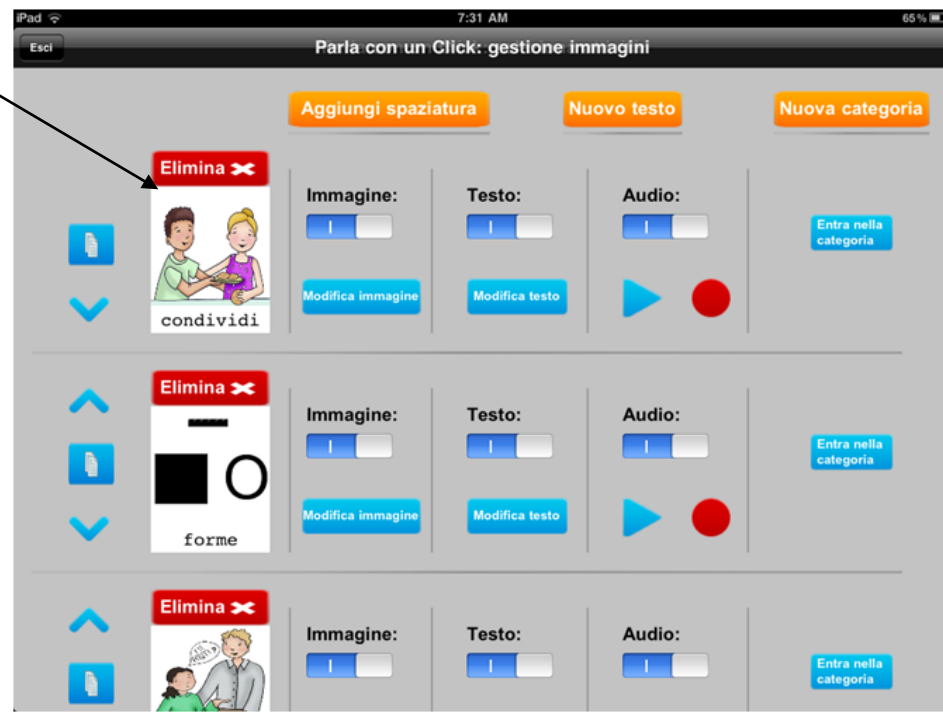 iPad 7:31 AM 65%
Esci Parla con un Click: gestione immagini
Aggiungi spaziatura Nuovo testo Nuova categoria
Elimina
Immagine: Testo: Audio:
Entra nella
categoria
Modifica immagine Modifica testo
condividi
Elimina
Immagine: Testo: Audio:
Entra nella
categoria
Modifica immagine Modifica testo
forme
Elimina
Immagine: Testo: Audio:
Entra nella
categoria